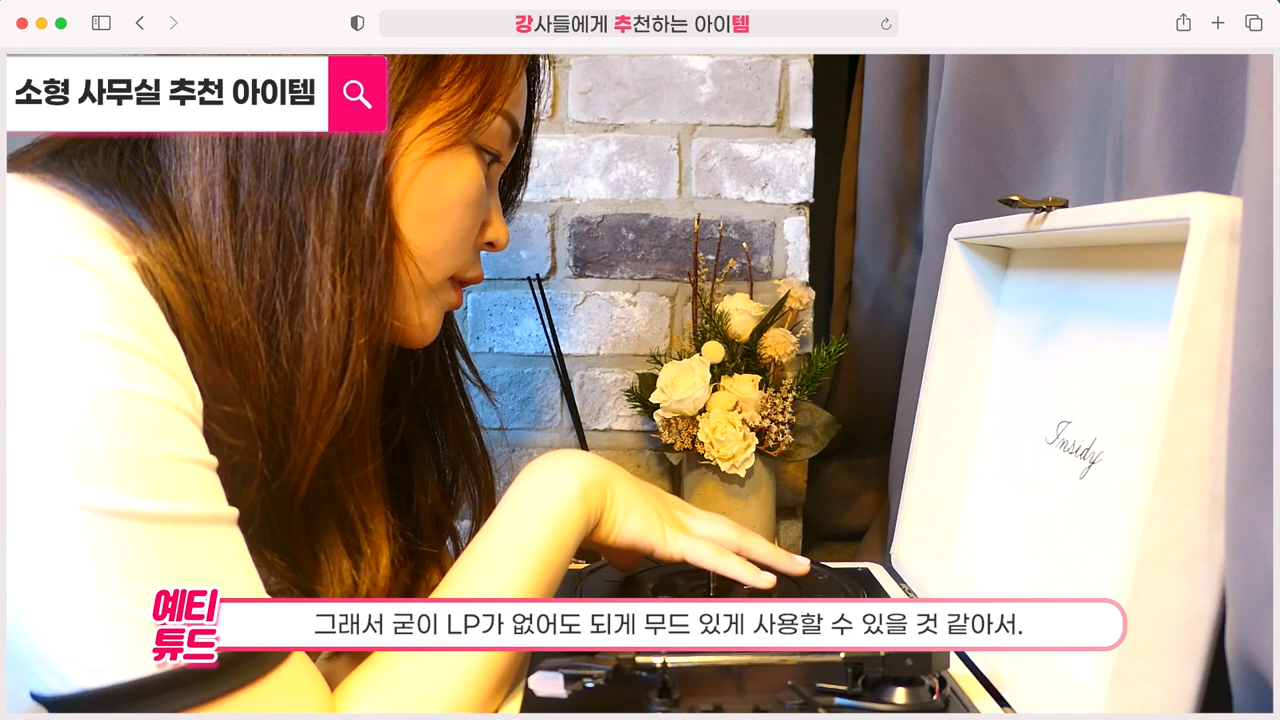 강사들에게 추천하는 아이템
소형 사무실 추천 아이템
Insidy
예티
튜드
그래서 굳이 LP가 없어도 되게 무드 있게 사용할 수 있을 것 같아서.